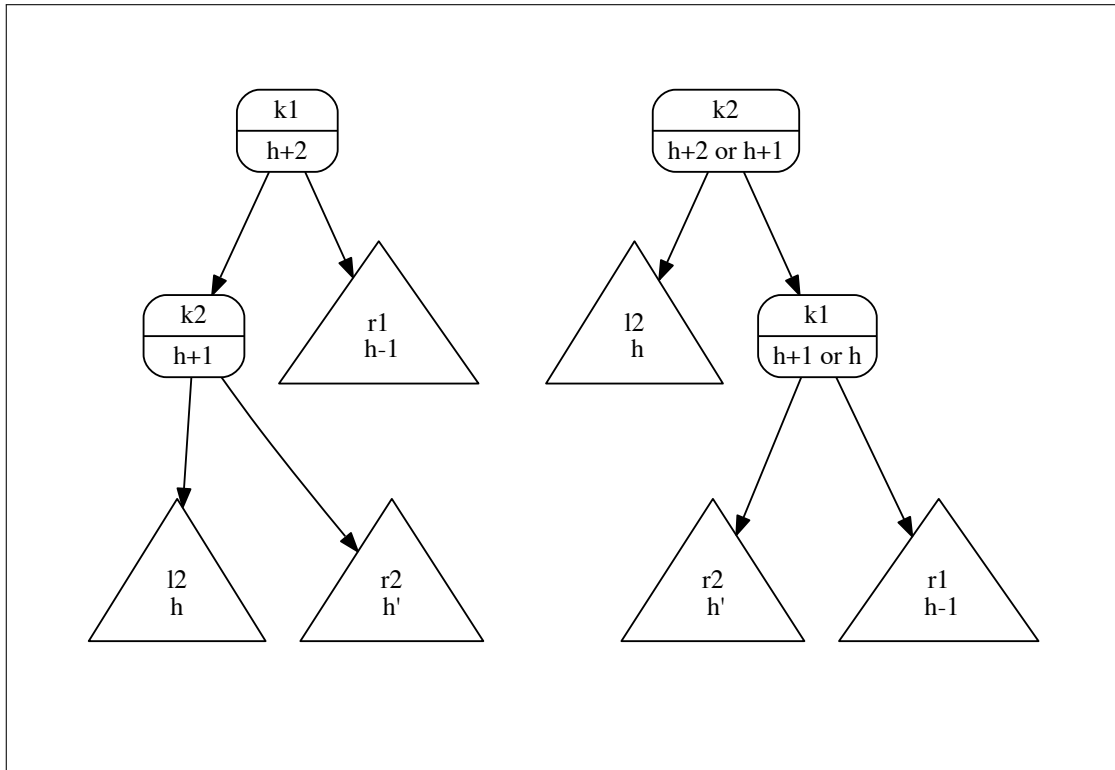 k1
h+2
k2
h+2 or h+1
k2
h+1
r1
h-1
l2
h
k1
h+1 or h
l2
h
r2
h'
r2
h'
r1
h-1